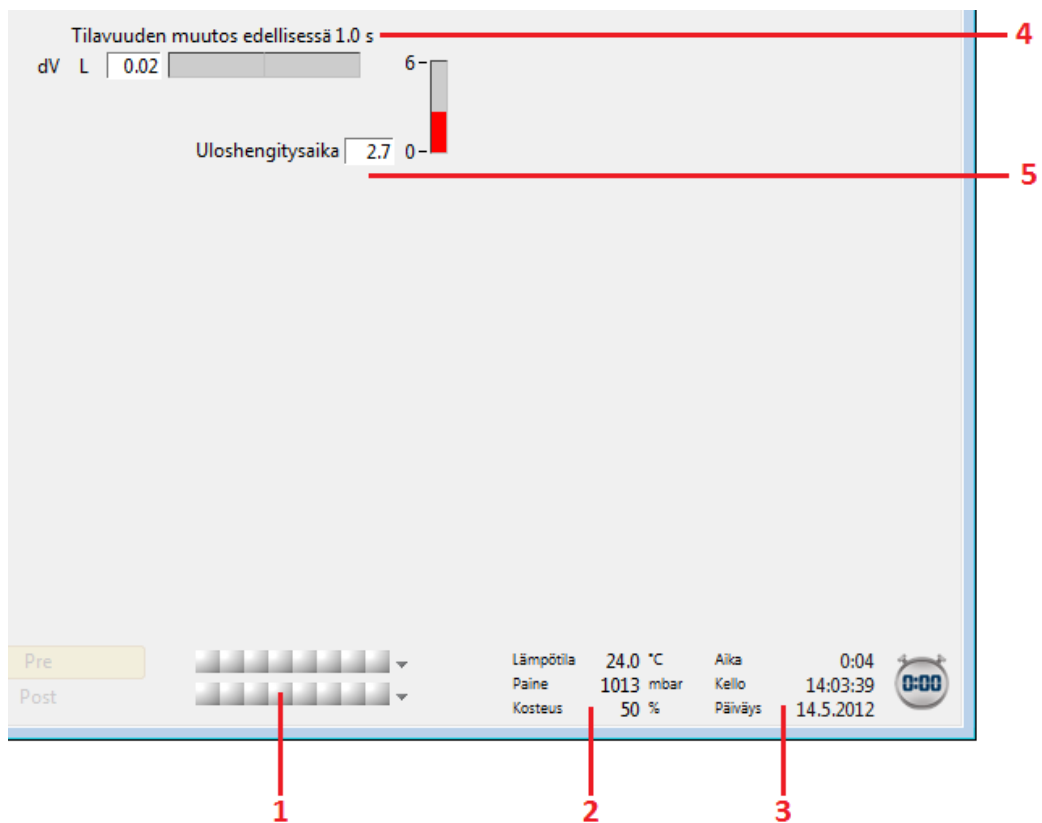 Tilavuuden muutos edellisessä 1.0 s 4
dV L 0.02 6
Uloshengitysaika 2.7 0
5
Pre
Post
Lämpötila 24.0 °C Aika 0:04
Paine 1013 mbar Kello 14:03:39
Kosteus 50 % Päiväys 14.5.2012
0:00
1 2 3